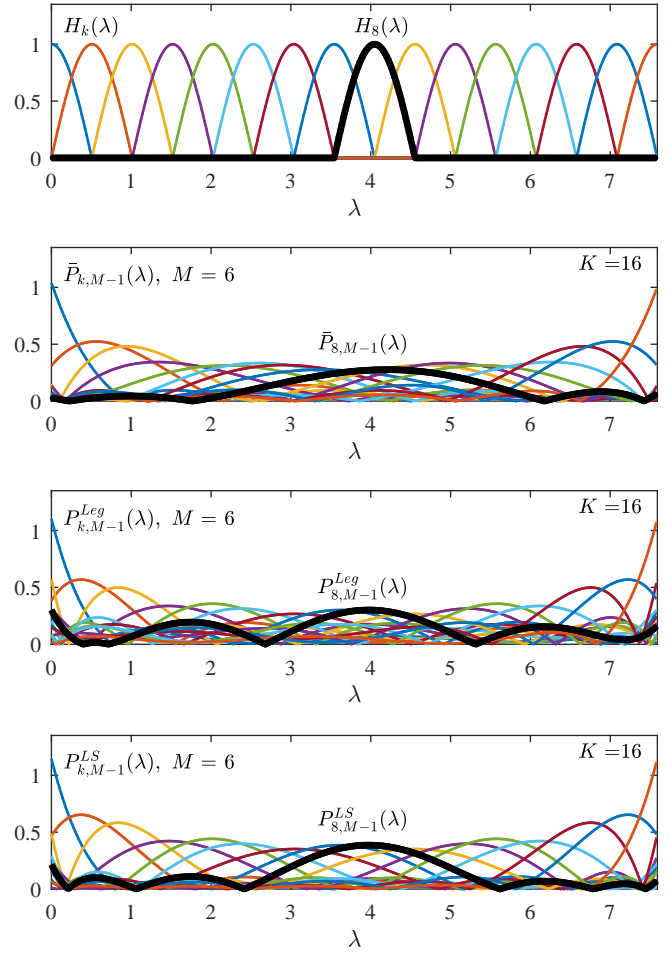 H_k(λ) H_8(λ)
1
0.5
0
0 1 2 3 4 5 6 7
λ
P̄_{k,M−1}(λ), M = 6 K =16
1
P̄_{8,M−1}(λ)
0.5
0
0 1 2 3 4 5 6 7
λ
P^{Leg}_{k,M−1}(λ), M = 6 K =16
1
P^{Leg}_{8,M−1}(λ)
0.5
0
0 1 2 3 4 5 6 7
λ
P^{LS}_{k,M−1}(λ), M = 6 K =16
1
P^{LS}_{8,M−1}(λ)
0.5
0
0 1 2 3 4 5 6 7
λ